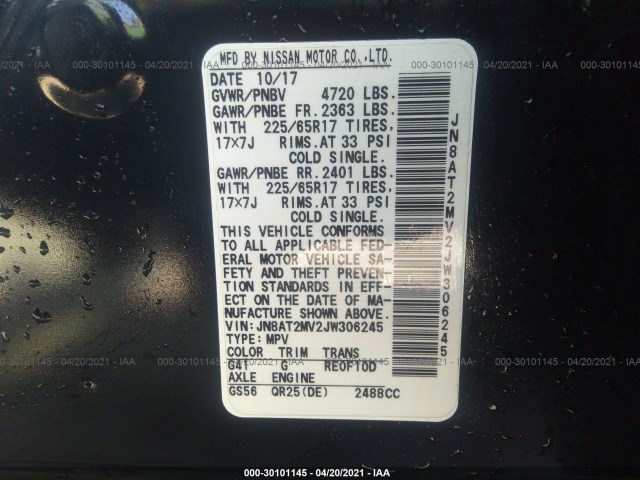 000-30101145 - 04/20/2021 - IAA
MFD BY NISSAN MOTOR CO.,LTD.
DATE 10/17
GVWR/PNBV 4720 LBS.
GAWR/PNBE FR.2363 LBS.
WITH 225/65R17 TIRES,
17X7J RIMS.AT 33 PSI
COLD SINGLE.
GAWR/PNBE RR.2401 LBS.
WITH 225/65R17 TIRES,
17X7J RIMS.AT 33 PSI
COLD SINGLE.
THIS VEHICLE CONFORMS
TO ALL APPLICABLE FED-
ERAL MOTOR VEHICLE SA-
FETY AND THEFT PREVEN-
TION STANDARDS IN EFF-
ECT ON THE DATE OF MA-
NUFACTURE SHOWN ABOVE.
VIN:JN8AT2MV2JW306245
TYPE:MPV
COLOR TRIM TRANS
G41 G RE0F10D
AXLE ENGINE
GS56 QR25(DE) 2488CC
JN8AT2MV2JW306245
000-30101145 - 04/20/2021 - IAA